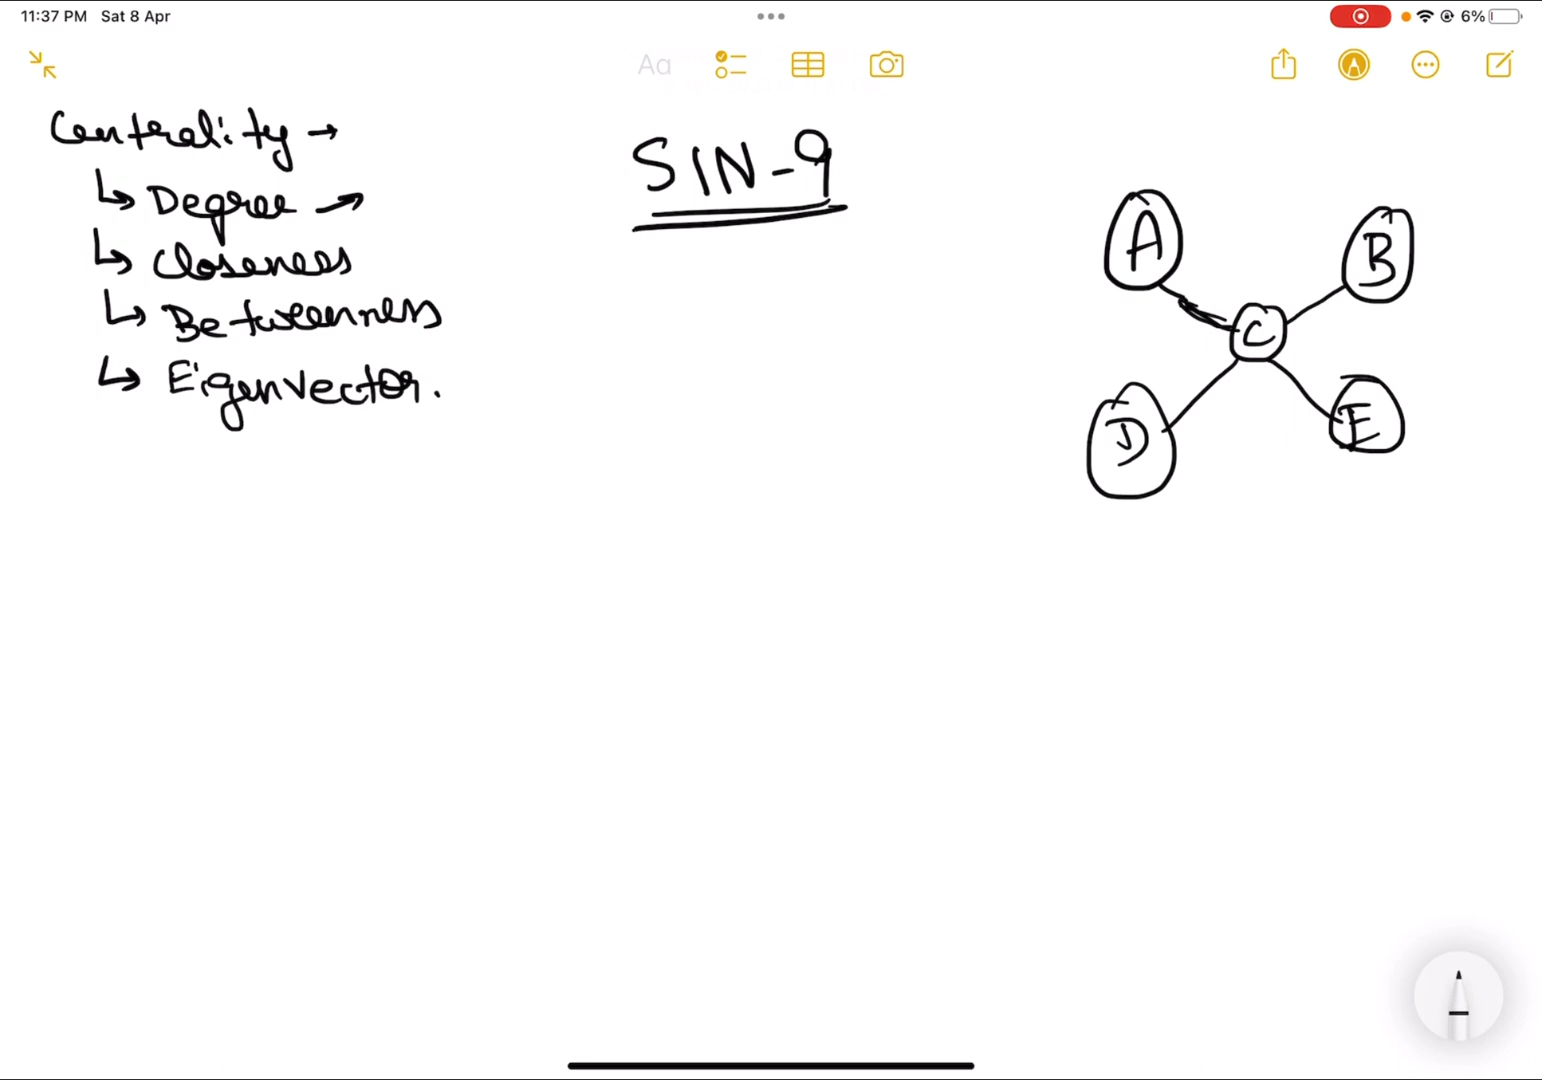 11:37 PM Sat 8 Apr
6%
Aa
Centrality →
↳ Degree →
↳ Closeness
↳ Betweenness
↳ Eigenvector.
SIN-9
A
B
C
D
E